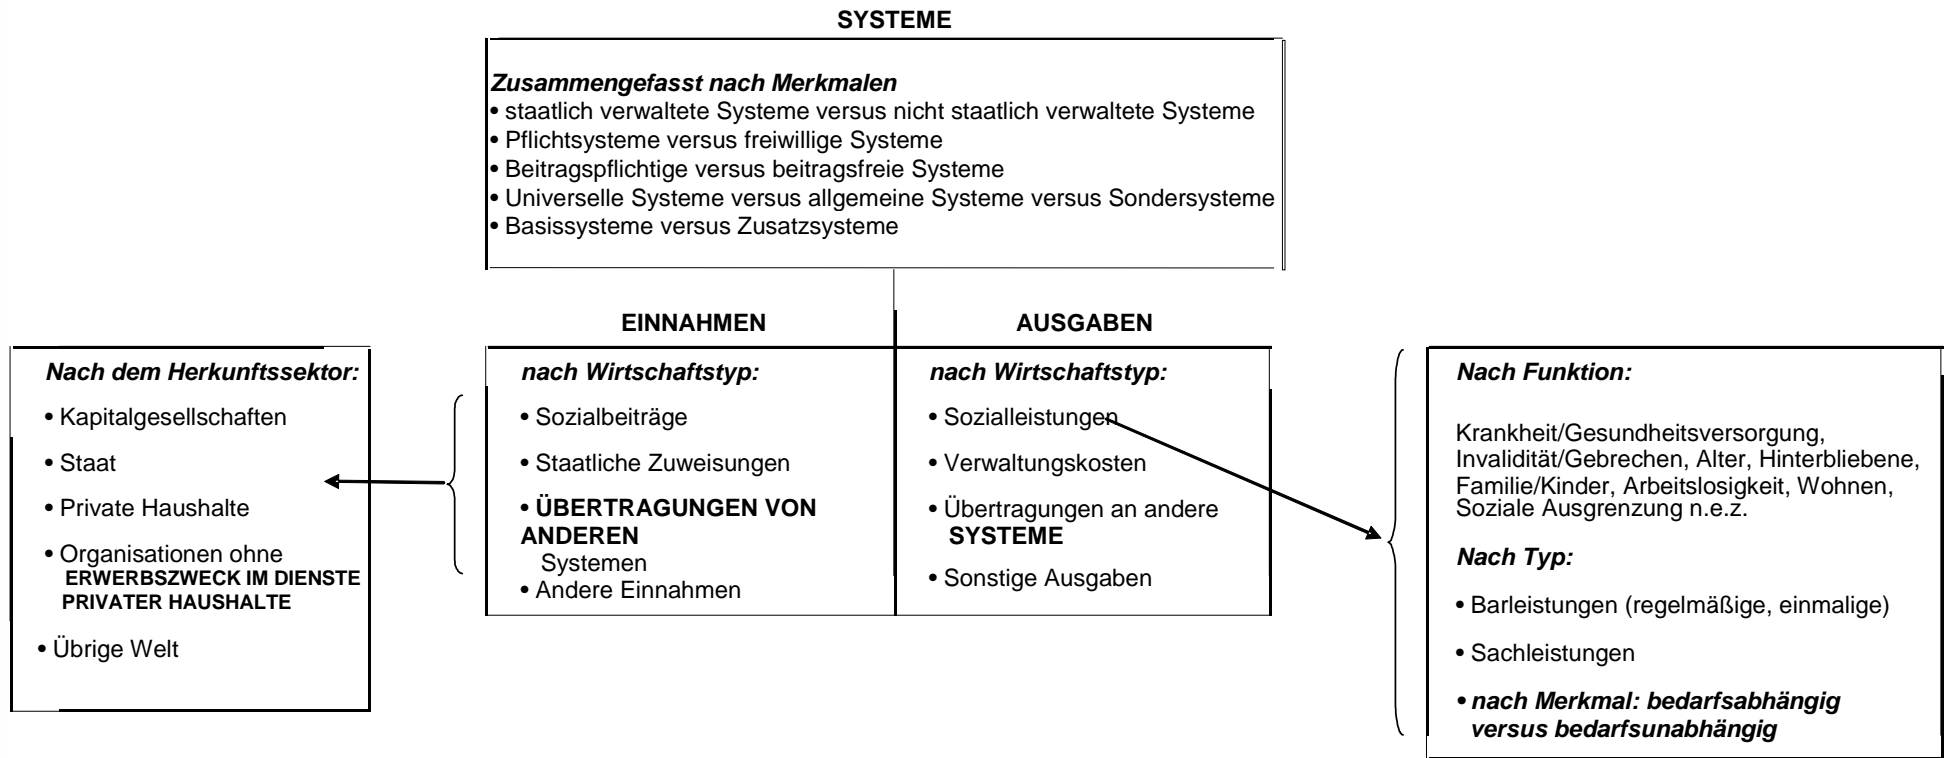 SYSTEME
Zusammengefasst nach Merkmalen
• staatlich verwaltete Systeme versus nicht staatlich verwaltete Systeme
• Pflichtsysteme versus freiwillige Systeme
• Beitragspflichtige versus beitragsfreie Systeme
• Universelle Systeme versus allgemeine Systeme versus Sondersysteme
• Basissysteme versus Zusatzsysteme
EINNAHMEN
AUSGABEN
Nach dem Herkunftssektor:
• Kapitalgesellschaften
• Staat
• Private Haushalte
• Organisationen ohne
ERWERBSZWECK IM DIENSTE
PRIVATER HAUSHALTE
• Übrige Welt
nach Wirtschaftstyp:
• Sozialbeiträge
• Staatliche Zuweisungen
• ÜBERTRAGUNGEN VON
ANDEREN
Systemen
• Andere Einnahmen
nach Wirtschaftstyp:
• Sozialleistungen
• Verwaltungskosten
• Übertragungen an andere
SYSTEME
• Sonstige Ausgaben
Nach Funktion:
Krankheit/Gesundheitsversorgung,
Invalidität/Gebrechen, Alter, Hinterbliebene,
Familie/Kinder, Arbeitslosigkeit, Wohnen,
Soziale Ausgrenzung n.e.z.
Nach Typ:
• Barleistungen (regelmäßige, einmalige)
• Sachleistungen
• nach Merkmal: bedarfsabhängig
versus bedarfsunabhängig